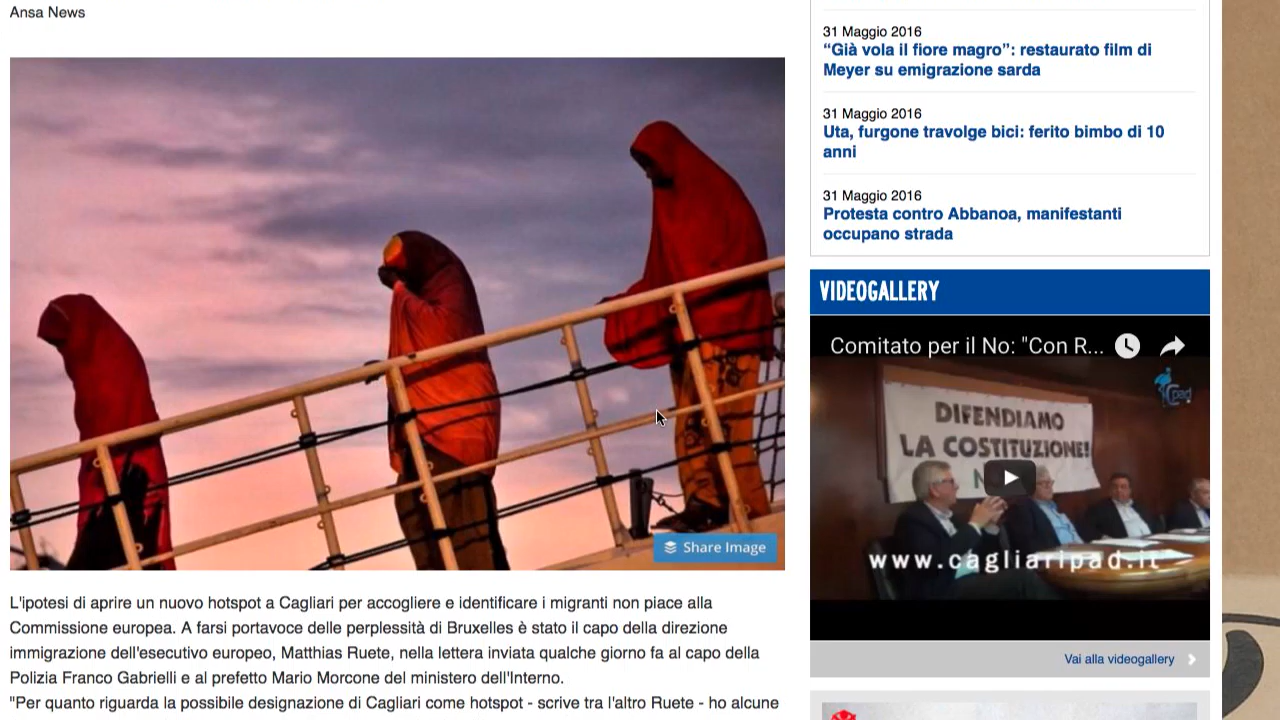 Ansa News
Share Image
L'ipotesi di aprire un nuovo hotspot a Cagliari per accogliere e identificare i migranti non piace alla
Commissione europea. A farsi portavoce delle perplessità di Bruxelles è stato il capo della direzione
immigrazione dell'esecutivo europeo, Matthias Ruete, nella lettera inviata qualche giorno fa al capo della
Polizia Franco Gabrielli e al prefetto Mario Morcone del ministero dell'Interno.
"Per quanto riguarda la possibile designazione di Cagliari come hotspot - scrive tra l'altro Ruete - ho alcune
31 Maggio 2016
“Già vola il fiore magro”: restaurato film di
Meyer su emigrazione sarda
31 Maggio 2016
Uta, furgone travolge bici: ferito bimbo di 10
anni
31 Maggio 2016
Protesta contro Abbanoa, manifestanti
occupano strada
VIDEOGALLERY
Comitato per il No: "Con R...
pad
DIFENDIAMO
LA COSTITUZIONE!
www.cagliaripad.it
Vai alla videogallery